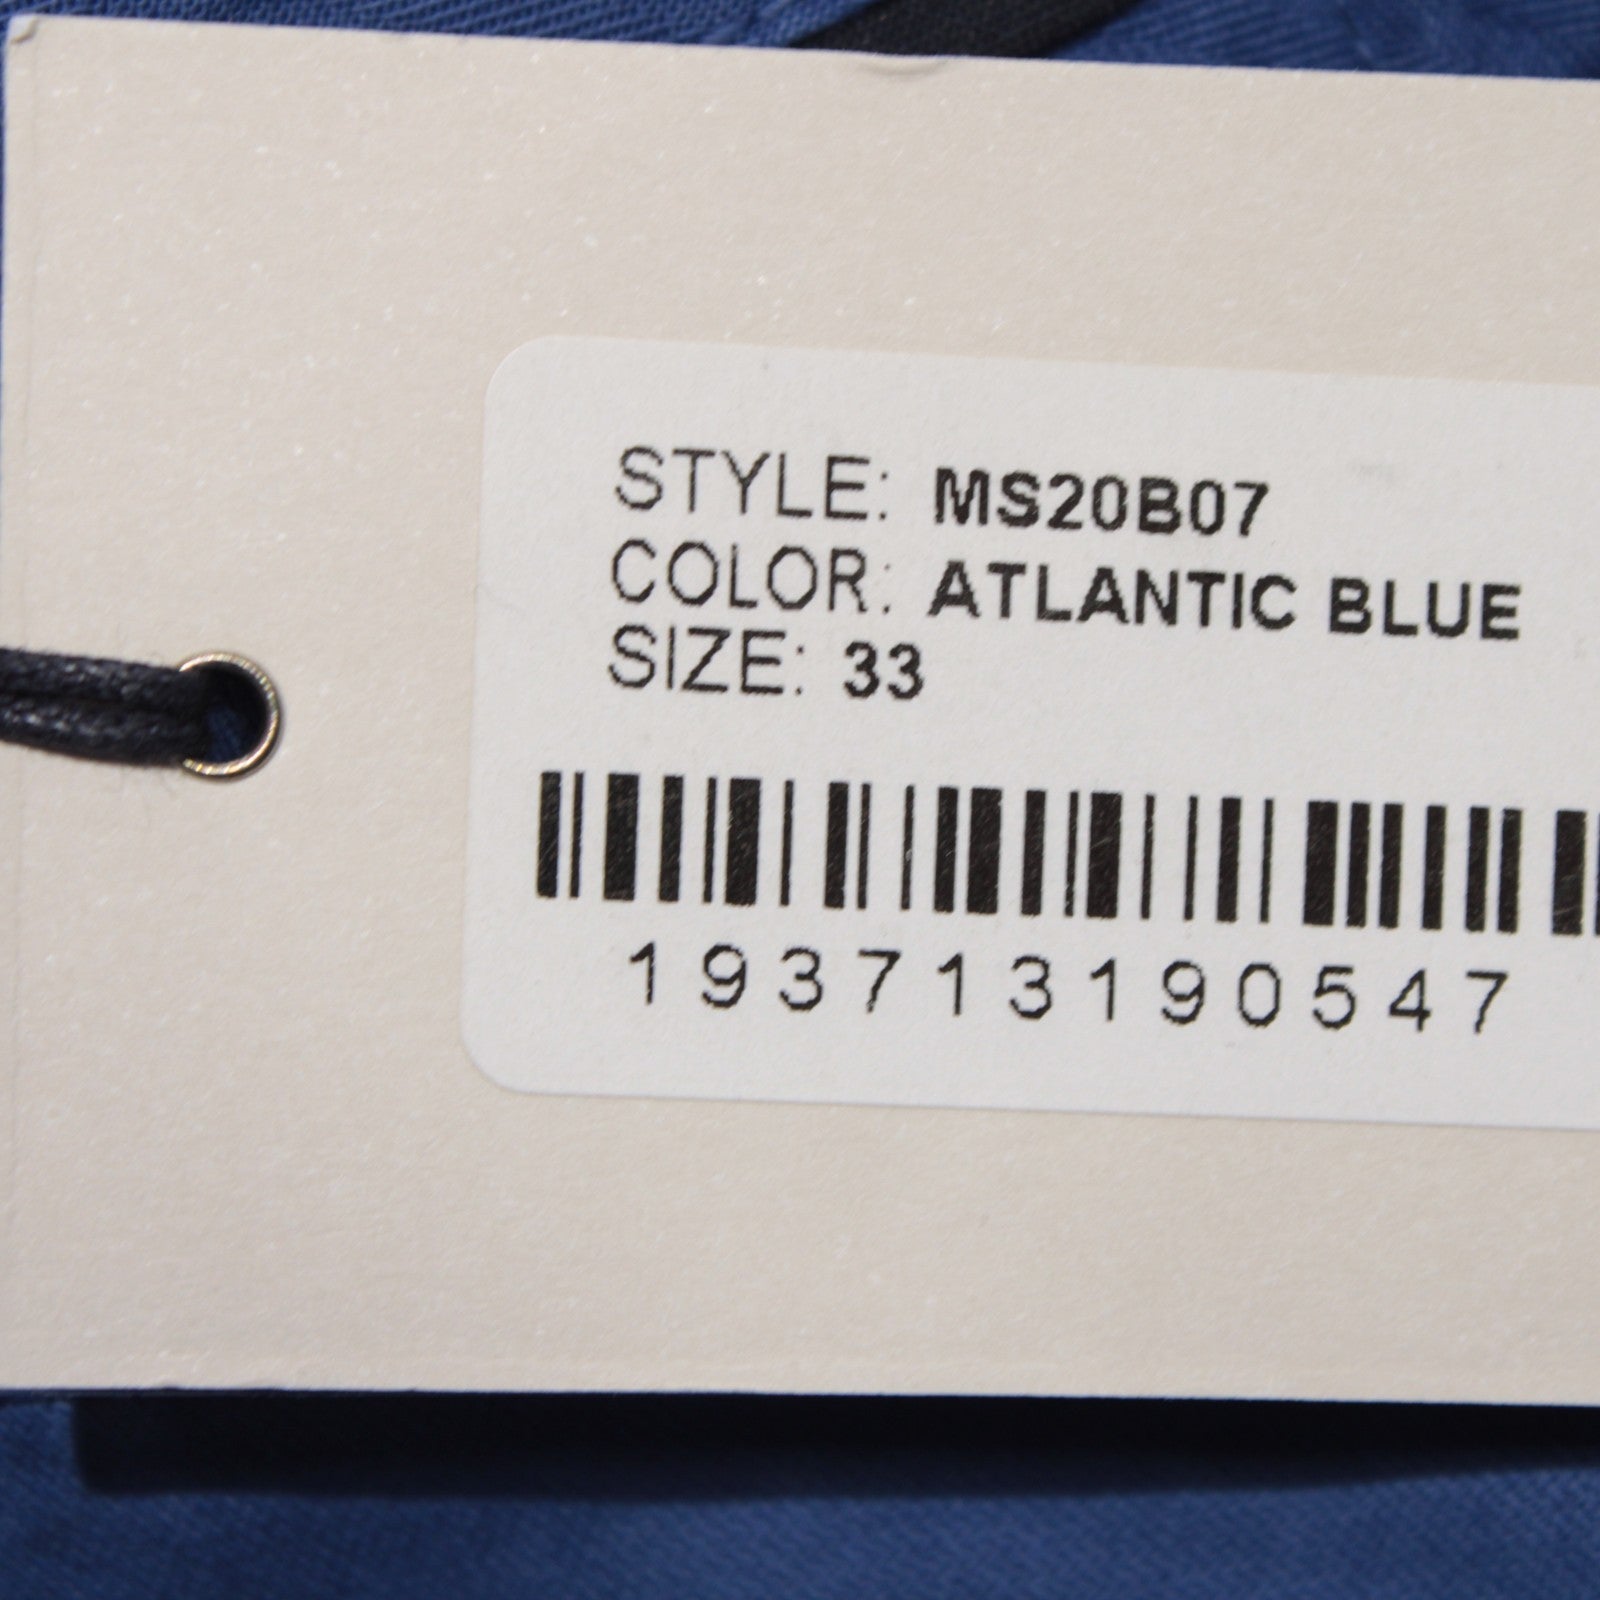 STYLE: MS20B07
COLOR: ATLANTIC BLUE
SIZE: 33
193713190547